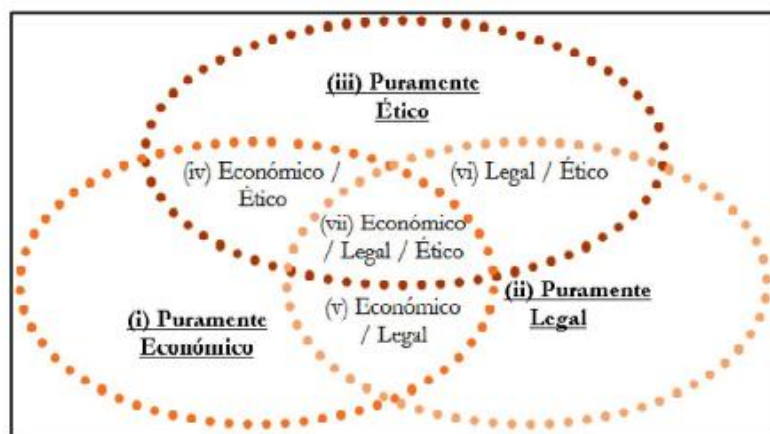 (iii) Puramente
Ético
(iv) Económico /
Ético
(vi) Legal / Ético
(vii) Económico
/ Legal / Ético
(i) Puramente
Económico
(v) Económico
/ Legal
(ii) Puramente
Legal